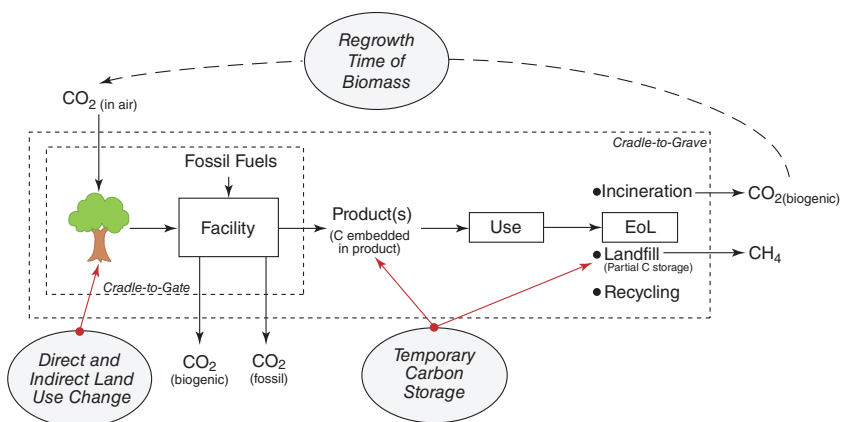 Regrowth
Time of
Biomass
CO2 (in air)
Cradle-to-Grave
Fossil Fuels
Facility
Product(s)
(C embedded
in product)
Use
EoL
●Incineration
CO2(biogenic)
●Landfill
(Partial C storage)
CH4
●Recycling
Cradle-to-Gate
CO2
(biogenic)
CO2
(fossil)
Direct and
Indirect Land
Use Change
Temporary
Carbon
Storage